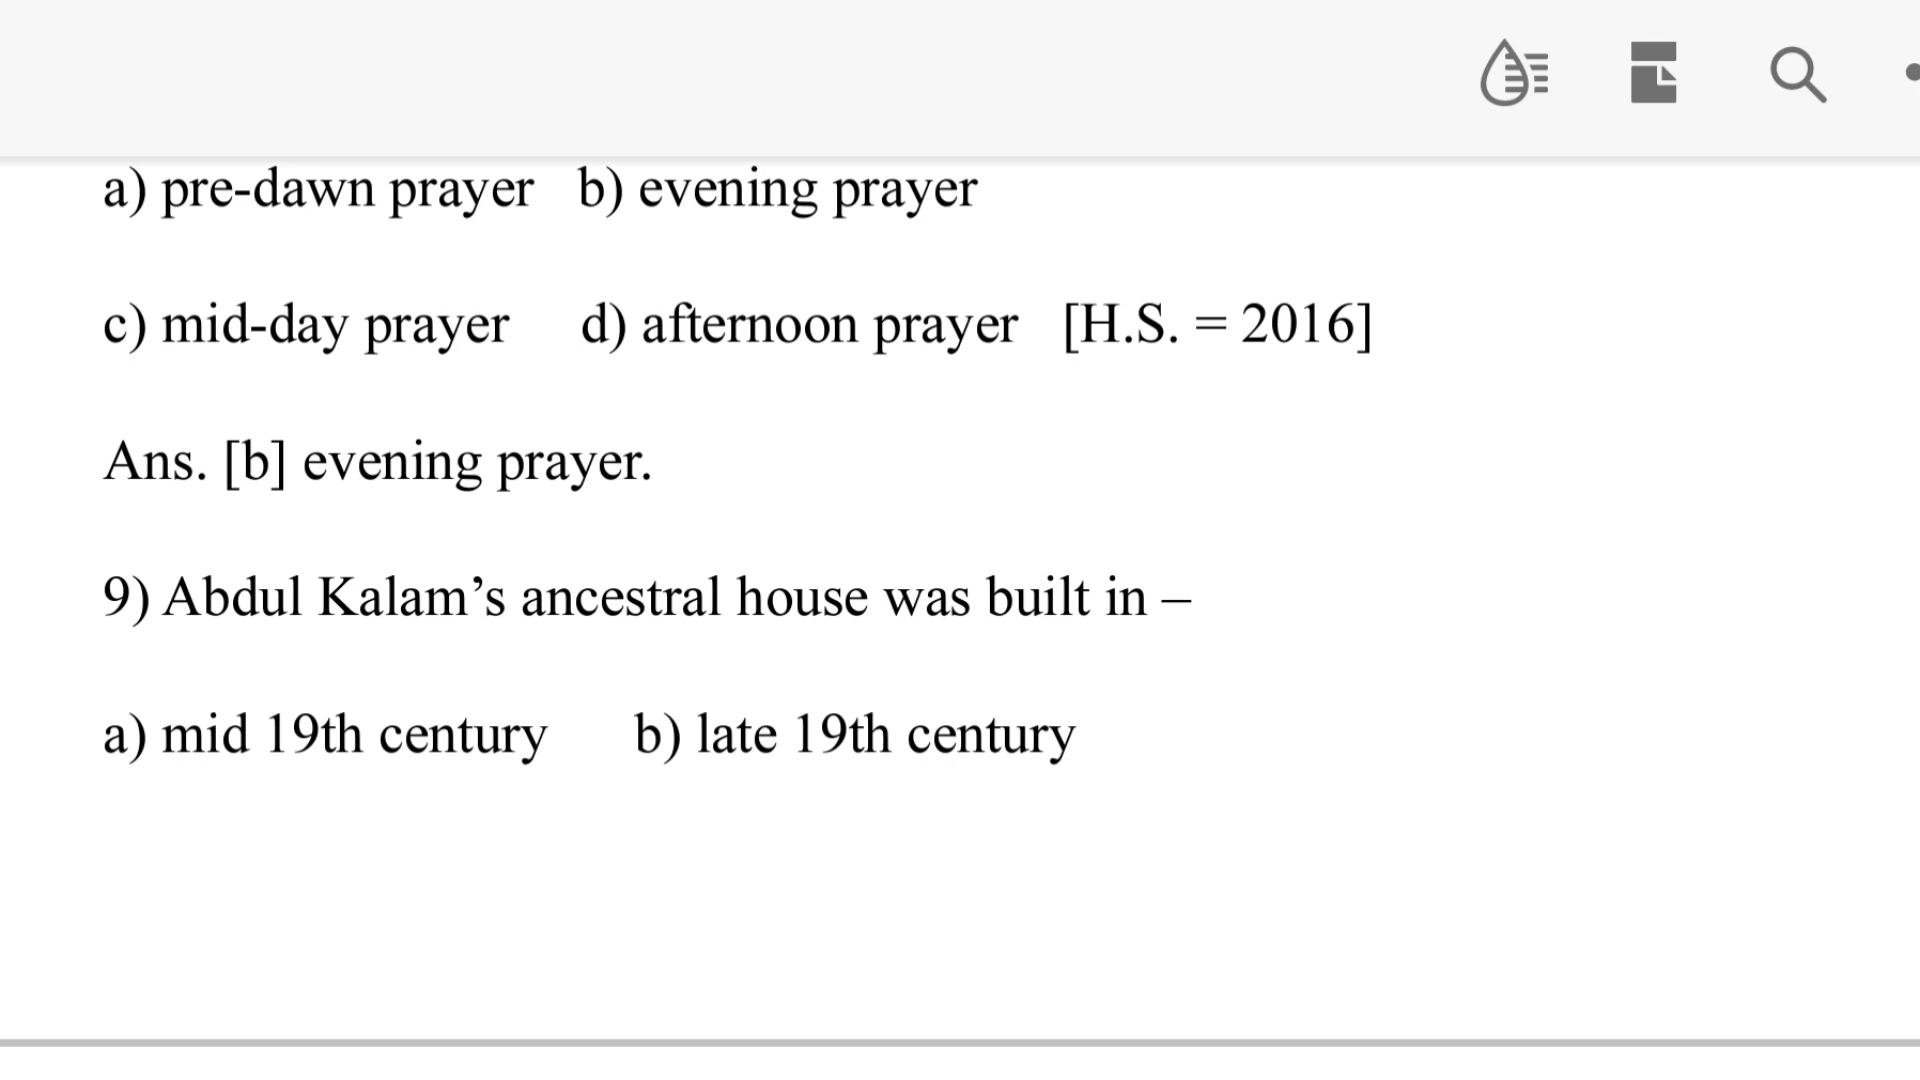 a) pre-dawn prayer b) evening prayer
c) mid-day prayer d) afternoon prayer [H.S. = 2016]
Ans. [b] evening prayer.
9) Abdul Kalam’s ancestral house was built in –
a) mid 19th century b) late 19th century